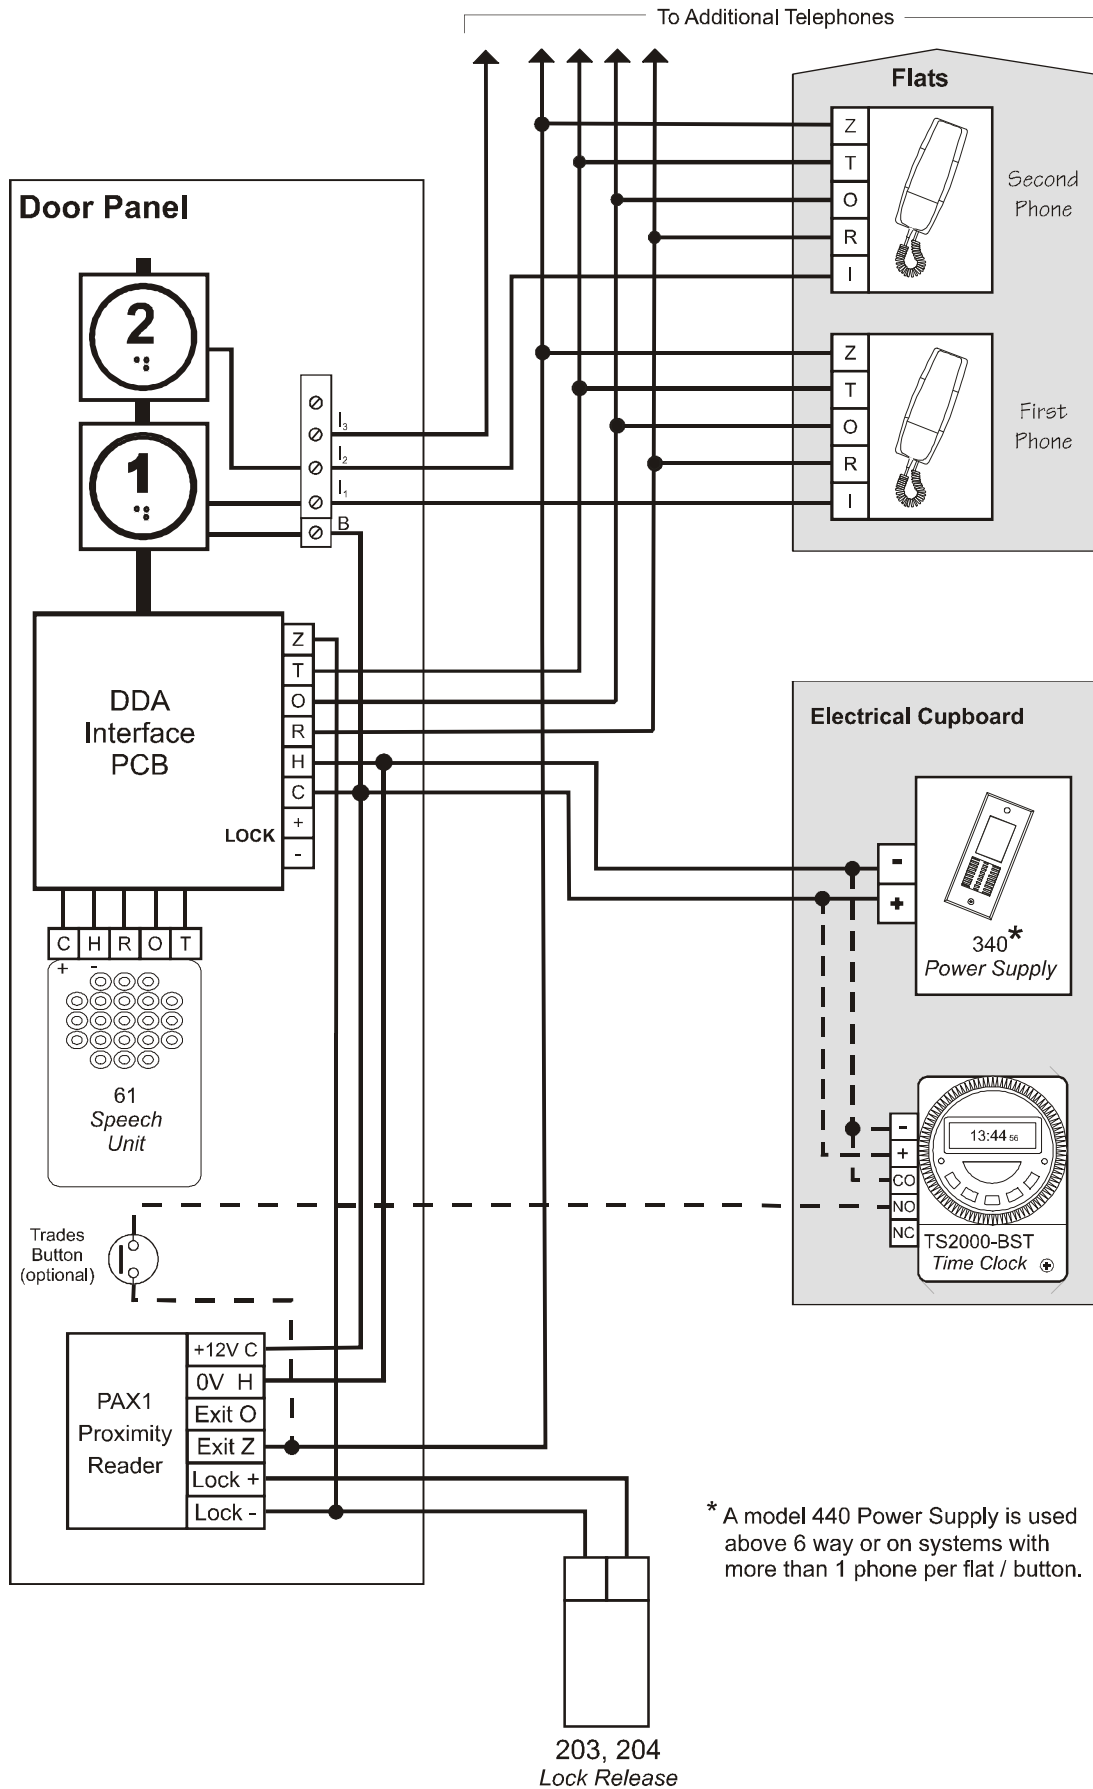 To Additional Telephones
Flats
Z
T
O
R
I
Second
Phone
Z
T
O
R
I
First
Phone
Door Panel
2
1
I3
I2
I1
B
DDA
Interface
PCB
LOCK
Z
T
O
R
H
C
+
-
C H R O T
+ -
61
Speech
Unit
Electrical Cupboard
-
+
340*
Power Supply
-
+
CO
NO
NC
13:44 56
TS2000-BST
Time Clock
Trades
Button
(optional)
PAX1
Proximity
Reader
+12V C
0V H
Exit O
Exit Z
Lock +
Lock -
* A model 440 Power Supply is used
above 6 way or on systems with
more than 1 phone per flat / button.
203, 204
Lock Release